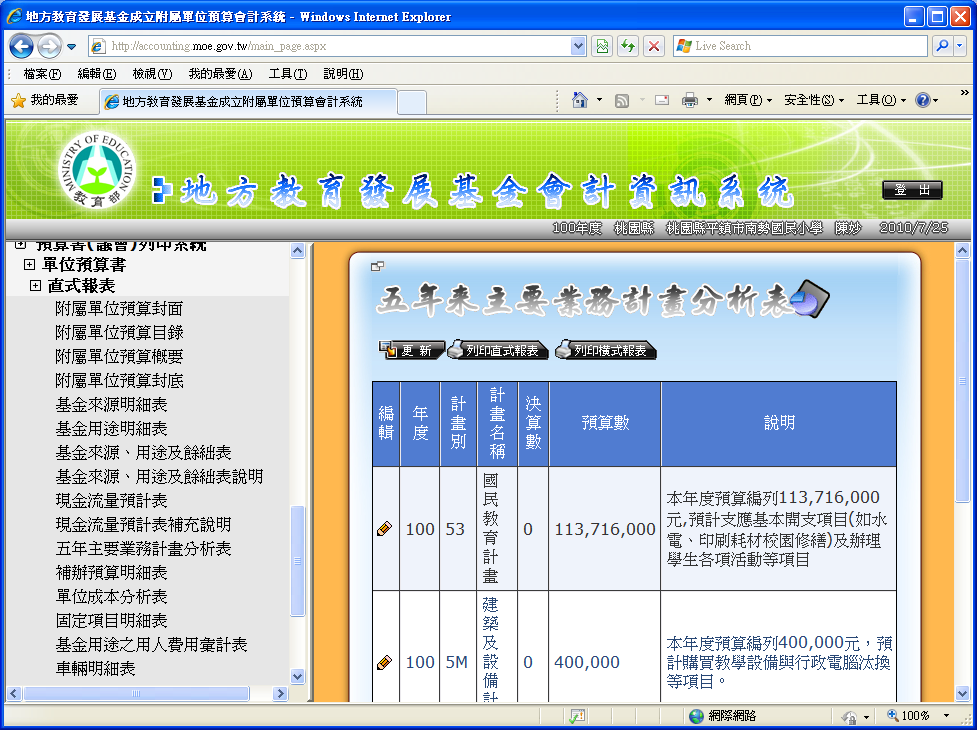 地方教育發展基金成立附屬單位預算會計系統 - Windows Internet Explorer
http://accounting.moe.gov.tw/main_page.aspx
Live Search
檔案(F) 編輯(E) 檢視(V) 我的最愛(A) 工具(T) 說明(H)
我的最愛
地方教育發展基金成立附屬單位預算會計系統
網頁(P) 安全性(S) 工具(O)
MINISTRY OF EDUCATION
教育部
地方教育發展基金會計資訊系統
登 出
100年度 桃園縣 桃園縣平鎮市南勢國民小學 陳妙 2010/7/25
預算書(議會)列印系統
單位預算書
直式報表
附屬單位預算封面
附屬單位預算目錄
附屬單位預算概要
附屬單位預算封底
基金來源明細表
基金用途明細表
基金來源、用途及餘絀表
基金來源、用途及餘絀表說明
現金流量預計表
現金流量預計表補充說明
五年主要業務計畫分析表
補辦預算明細表
單位成本分析表
固定項目明細表
基金用途之用人費用彙計表
車輛明細表
五年來主要業務計畫分析表
更 新 列印直式報表 列印橫式報表
編輯 年度 計畫別 計畫名稱 決算數 預算數 說明
100 53 國民教育計畫 0 113,716,000
本年度預算編列113,716,000
元,預計支應基本開支項目(如水
電、印刷耗材校園修繕)及辦理
學生各項活動等項目
100 5M 建築及設備計 0 400,000
本年度預算編列400,000元，預
計購買教學設備與行政電腦汰換
等項目。
網際網路
100%